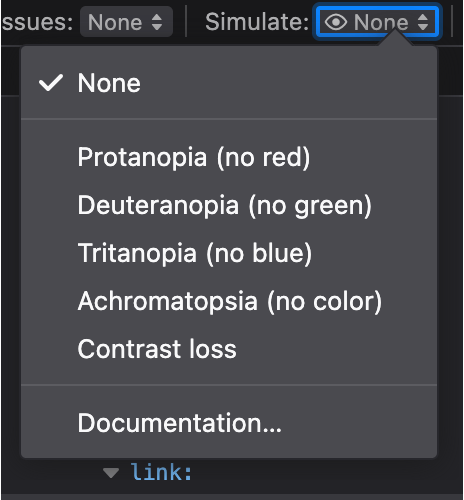 ssues: None Simulate: None
None
Protanopia (no red)
Deuteranopia (no green)
Tritanopia (no blue)
Achromatopsia (no color)
Contrast loss
Documentation...
link: